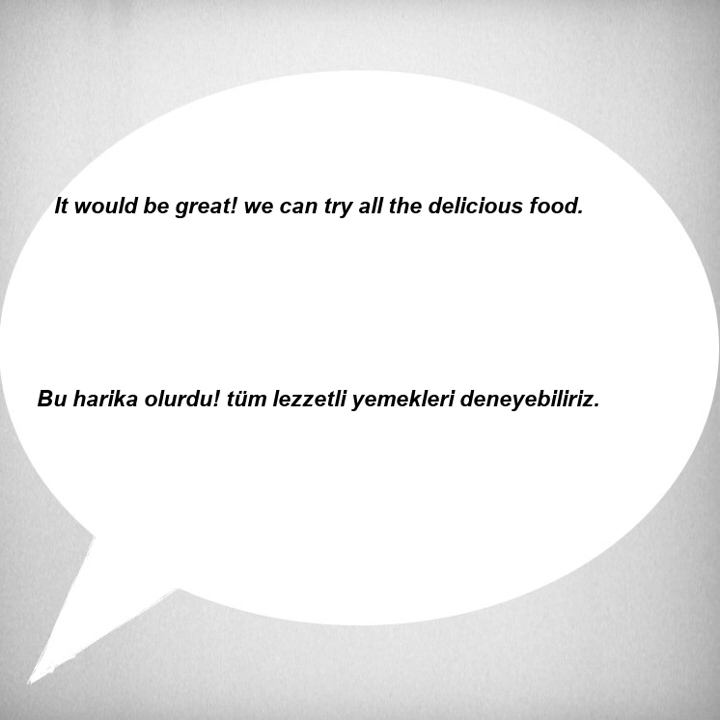 It would be great! we can try all the delicious food.
Bu harika olurdu! tüm lezzetli yemekleri deneyebiliriz.